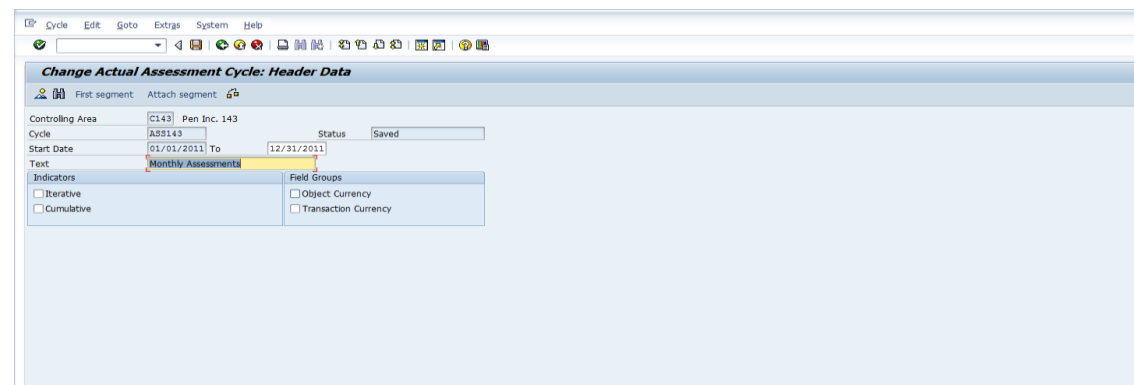 Cycle Edit Goto Extras System Help
Change Actual Assessment Cycle: Header Data
First segment Attach segment
Controlling Area C143 Pen Inc. 143
Cycle ASS143 Status Saved
Start Date 01/01/2011 To 12/31/2011
Text Monthly Assessments
Indicators Field Groups
Iterative Object Currency
Cumulative Transaction Currency